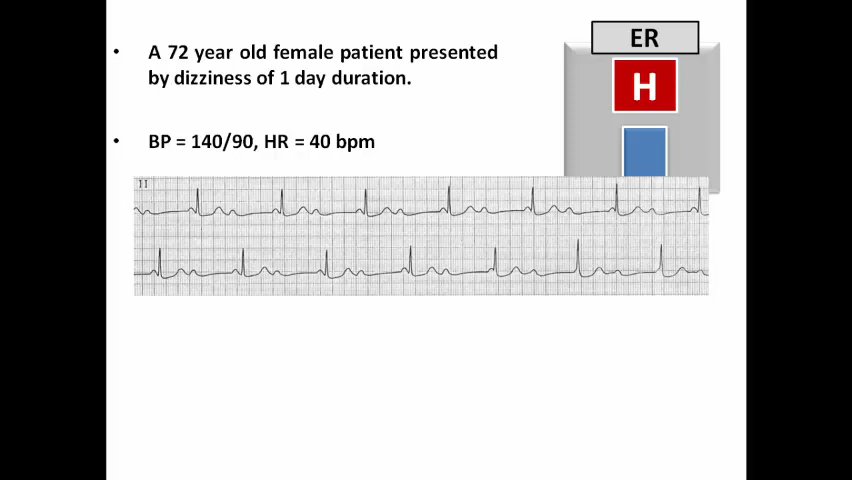 • A 72 year old female patient presented
by dizziness of 1 day duration.
• BP = 140/90, HR = 40 bpm
ER
H
II